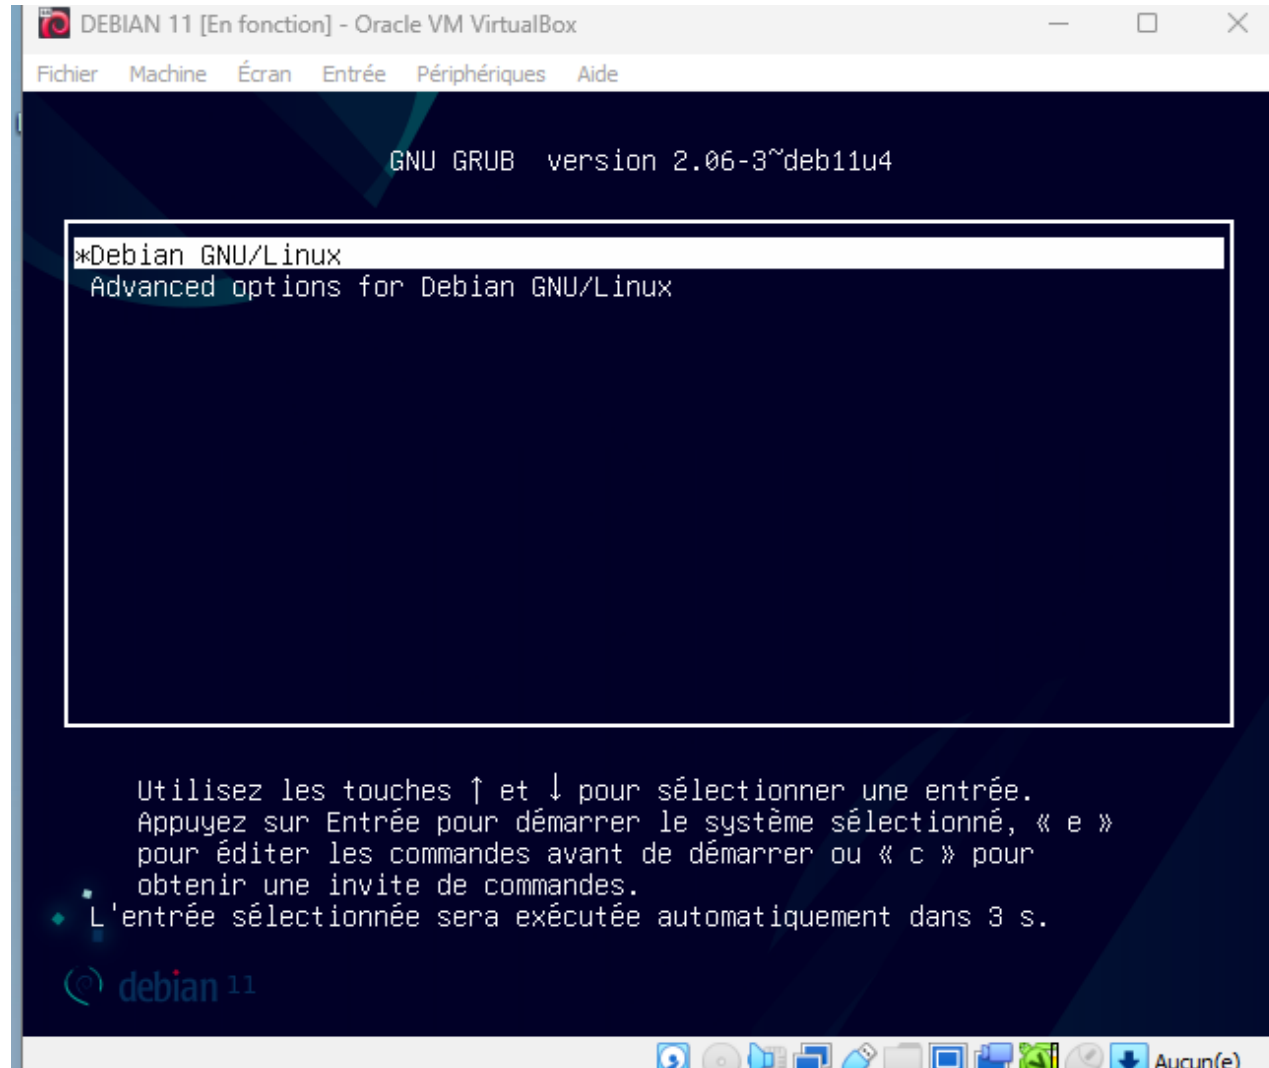 DEBIAN 11 [En fonction] - Oracle VM VirtualBox
Fichier Machine Écran Entrée Périphériques Aide
GNU GRUB version 2.06-3~deb11u4
*Debian GNU/Linux
Advanced options for Debian GNU/Linux
Utilisez les touches ↑ et ↓ pour sélectionner une entrée.
Appuyez sur Entrée pour démarrer le système sélectionné, « e »
pour éditer les commandes avant de démarrer ou « c » pour
obtenir une invite de commandes.
L'entrée sélectionnée sera exécutée automatiquement dans 3 s.
debian 11
Aucun(e)